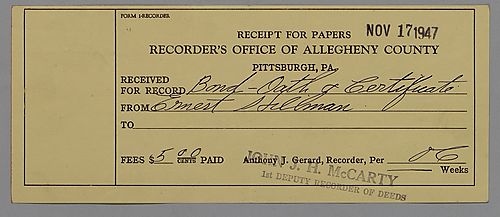 FORM 1-RECORDER
RECEIPT FOR PAPERS NOV 17 1947
RECORDER'S OFFICE OF ALLEGHENY COUNTY
PITTSBURGH, PA.
RECEIVED
FOR RECORD Bond - Oath & Certificate
FROM Ernest Hillman
TO
FEES $5 00 CENTS PAID Anthony J. Gerard, Recorder, Per
Weeks
JOHN J. H. McCARTY
1st DEPUTY RECORDER OF DEEDS